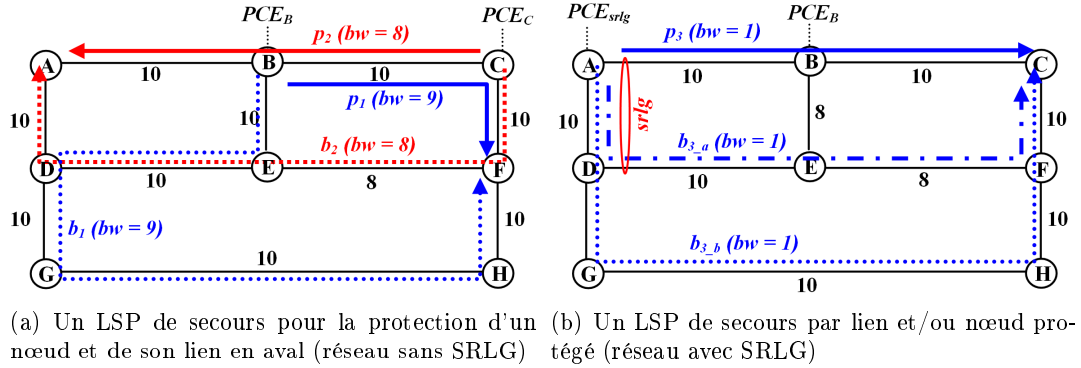 PCE_B PCE_C
p_2 (bw = 8)
A B C
10 10
p_1 (bw = 9)
10 10 10
b_2 (bw = 8)
D E F
10 8
10 b_1 (bw = 9) 10
10
G H
(a) Un LSP de secours pour la protection d'un
nœud et de son lien en aval (réseau sans SRLG)
PCE_srlg PCE_B
p_3 (bw = 1)
A B C
10 10
srlg
10 8 10
b_3_a (bw = 1)
D E F
10 8
10 10
b_3_b (bw = 1)
G H
10
(b) Un LSP de secours par lien et/ou nœud pro-
tégé (réseau avec SRLG)